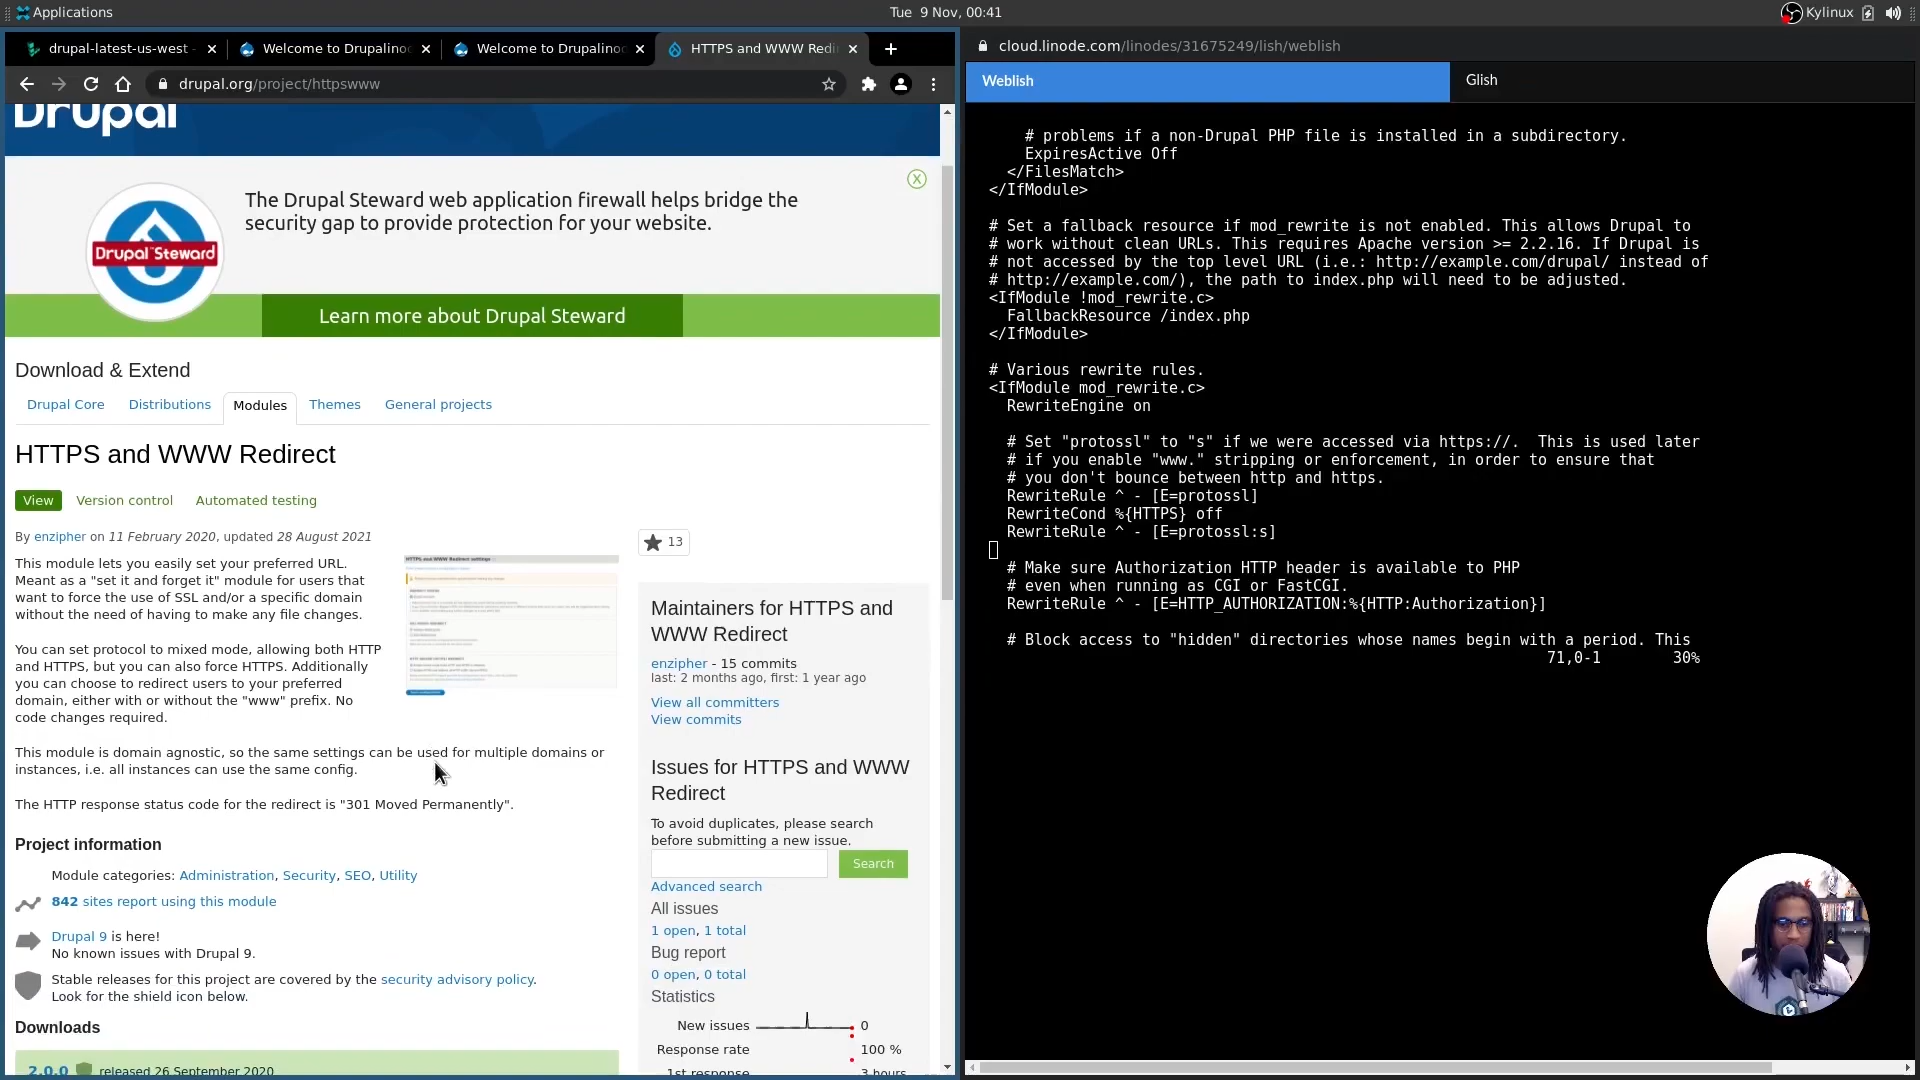 Applications
Tue 9 Nov, 00:41
Kylinux
drupal-latest-us-west -
Welcome to Drupalinod
Welcome to Drupalinod
HTTPS and WWW Redir
drupal.org/project/httpswww
Drupal
The Drupal Steward web application firewall helps bridge the
security gap to provide protection for your website.
Drupal Steward
Learn more about Drupal Steward
Download & Extend
Drupal Core
Distributions
Modules
Themes
General projects
HTTPS and WWW Redirect
View
Version control
Automated testing
By enzipher on 11 February 2020, updated 28 August 2021
This module lets you easily set your preferred URL.
Meant as a "set it and forget it" module for users that
want to force the use of SSL and/or a specific domain
without the need of having to make any file changes.
You can set protocol to mixed mode, allowing both HTTP
and HTTPS, but you can also force HTTPS. Additionally
you can choose to redirect users to your preferred
domain, either with or without the "www" prefix. No
code changes required.
This module is domain agnostic, so the same settings can be used for multiple domains or
instances, i.e. all instances can use the same config.
The HTTP response status code for the redirect is "301 Moved Permanently".
Project information
Module categories: Administration, Security, SEO, Utility
842 sites report using this module
Drupal 9 is here!
No known issues with Drupal 9.
Stable releases for this project are covered by the security advisory policy.
Look for the shield icon below.
Downloads
2.0.0 released 26 September 2020
HTTPS and WWW Redirect settings
13
Maintainers for HTTPS and
WWW Redirect
enzipher - 15 commits
last: 2 months ago, first: 1 year ago
View all committers
View commits
Issues for HTTPS and WWW
Redirect
To avoid duplicates, please search
before submitting a new issue.
Search
Advanced search
All issues
1 open, 1 total
Bug report
0 open, 0 total
Statistics
New issues 0
Response rate 100 %
1st response 3 hours
cloud.linode.com/linodes/31675249/lish/weblish
Weblish
Glish
# problems if a non-Drupal PHP file is installed in a subdirectory.
ExpiresActive Off
</FilesMatch>
</IfModule>
# Set a fallback resource if mod_rewrite is not enabled. This allows Drupal to
# work without clean URLs. This requires Apache version >= 2.2.16. If Drupal is
# not accessed by the top level URL (i.e.: http://example.com/drupal/ instead of
# http://example.com/), the path to index.php will need to be adjusted.
<IfModule !mod_rewrite.c>
FallbackResource /index.php
</IfModule>
# Various rewrite rules.
<IfModule mod_rewrite.c>
RewriteEngine on
# Set "protossl" to "s" if we were accessed via https://.  This is used later
# if you enable "www." stripping or enforcement, in order to ensure that
# you don't bounce between http and https.
RewriteRule ^ - [E=protossl]
RewriteCond %{HTTPS} off
RewriteRule ^ - [E=protossl:s]
# Make sure Authorization HTTP header is available to PHP
# even when running as CGI or FastCGI.
RewriteRule ^ - [E=HTTP_AUTHORIZATION:%{HTTP:Authorization}]
# Block access to "hidden" directories whose names begin with a period. This
71,0-1 30%